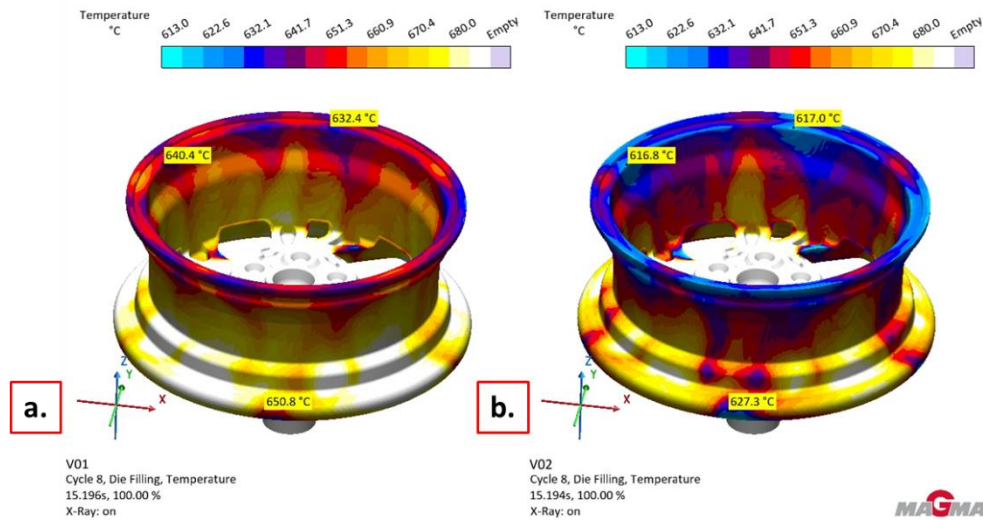 Temperature
°C
613.0 622.6 632.1 641.7 651.3 660.9 670.4 680.0 Empty
632.4 °C
640.4 °C
650.8 °C
Z
Y
X
a.
V01
Cycle 8, Die Filling, Temperature
15.196s, 100.00 %
X-Ray: on
Temperature
°C
613.0 622.6 632.1 641.7 651.3 660.9 670.4 680.0 Empty
617.0 °C
616.8 °C
627.3 °C
Z
Y
X
b.
V02
Cycle 8, Die Filling, Temperature
15.194s, 100.00 %
X-Ray: on
MAGMA